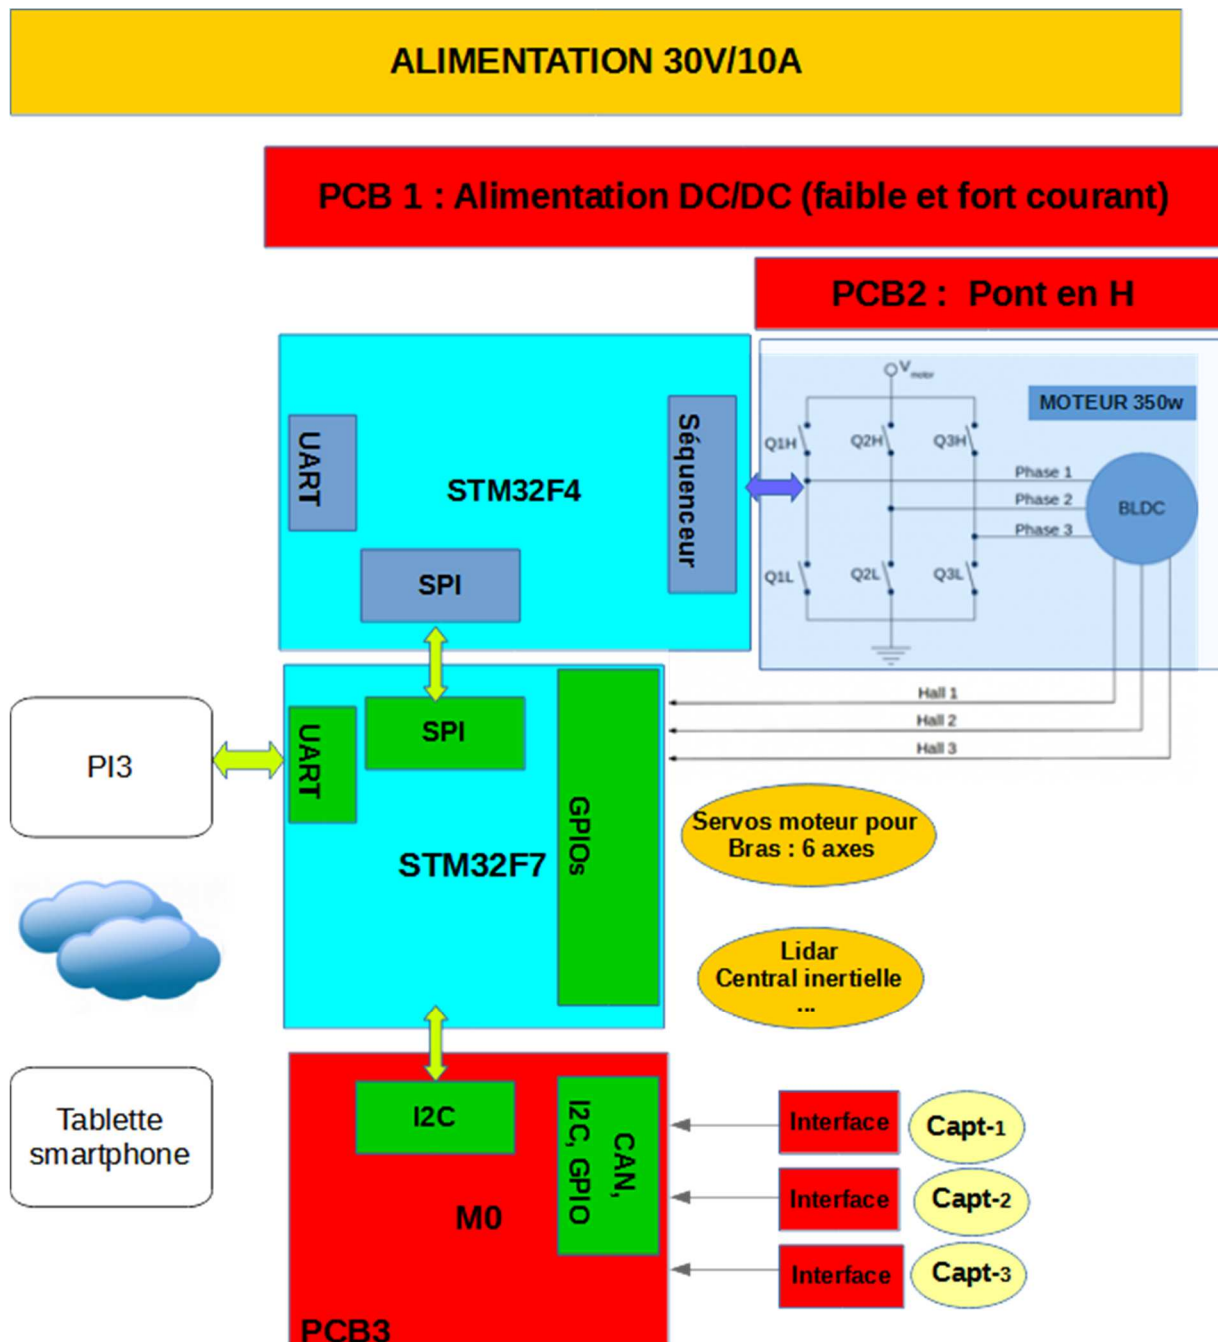 ALIMENTATION 30V/10A
PCB 1 : Alimentation DC/DC (faible et fort courant)
PCB2 : Pont en H
UART
STM32F4
Séquenceur
SPI
Vmotor
MOTEUR 350w
Q1H
Q2H
Q3H
Phase 1
Phase 2
Phase 3
BLDC
Q1L
Q2L
Q3L
Hall 1
Hall 2
Hall 3
PI3
UART
SPI
GPIOs
STM32F7
Servos moteur pour
Bras : 6 axes
Lidar
Central inertielle
...
Tablette
smartphone
I2C
CAN,
I2C, GPIO
M0
PCB3
Interface
Capt-1
Interface
Capt-2
Interface
Capt-3